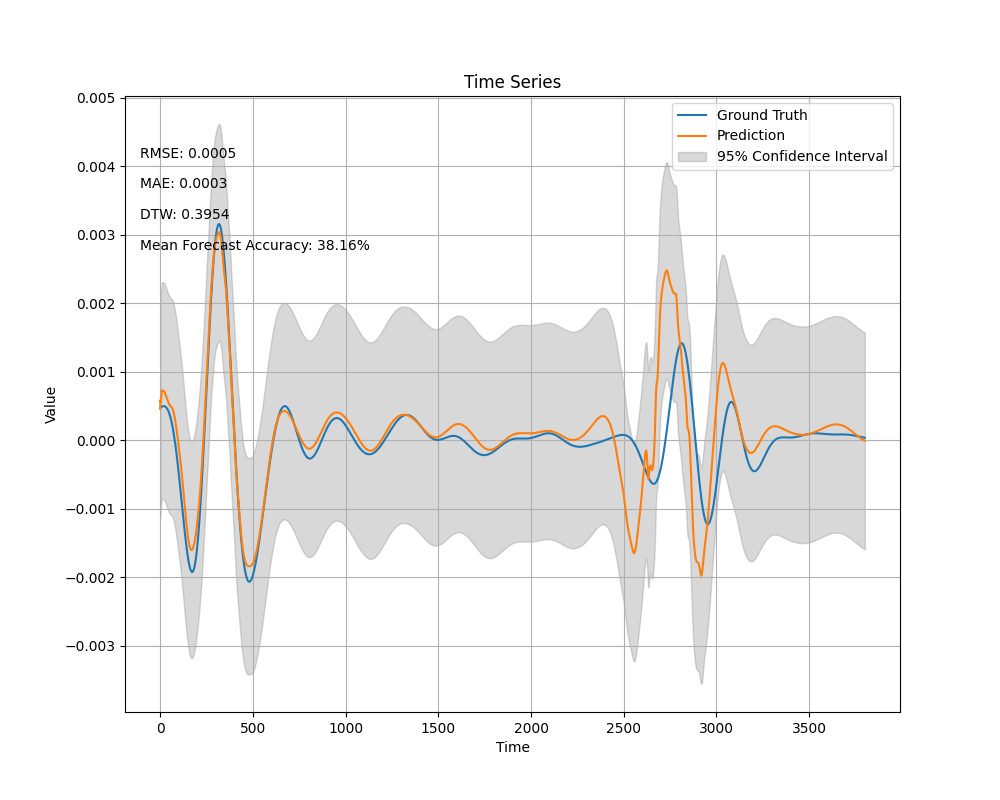 Time Series
Ground Truth
Prediction
95% Confidence Interval
RMSE: 0.0005
MAE: 0.0003
DTW: 0.3954
Mean Forecast Accuracy: 38.16%
0.005
0.004
0.003
0.002
0.001
0.000
−0.001
−0.002
−0.003
Value
0 500 1000 1500 2000 2500 3000 3500
Time